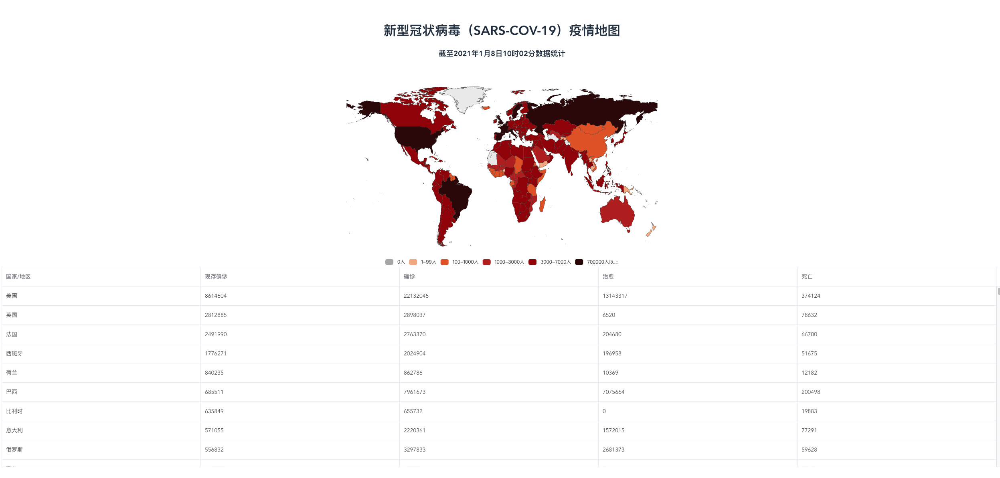 新型冠状病毒（SARS-COV-19）疫情地图
截至2021年1月8日10时02分数据统计
0人 1-99人 100-1000人 1000-3000人 3000-7000人 700000人以上
国家/地区 现存确诊 确诊 治愈 死亡
美国 8614604 22132045 13143317 374124
英国 2812885 2898037 6520 78632
法国 2491990 2763370 204680 66700
西班牙 1776271 2024904 196958 51675
荷兰 840235 862786 10369 12182
巴西 685511 7961673 7075664 200498
比利时 635849 655732 0 19883
意大利 571055 2220361 1572015 77291
俄罗斯 556832 3297833 2681373 59628